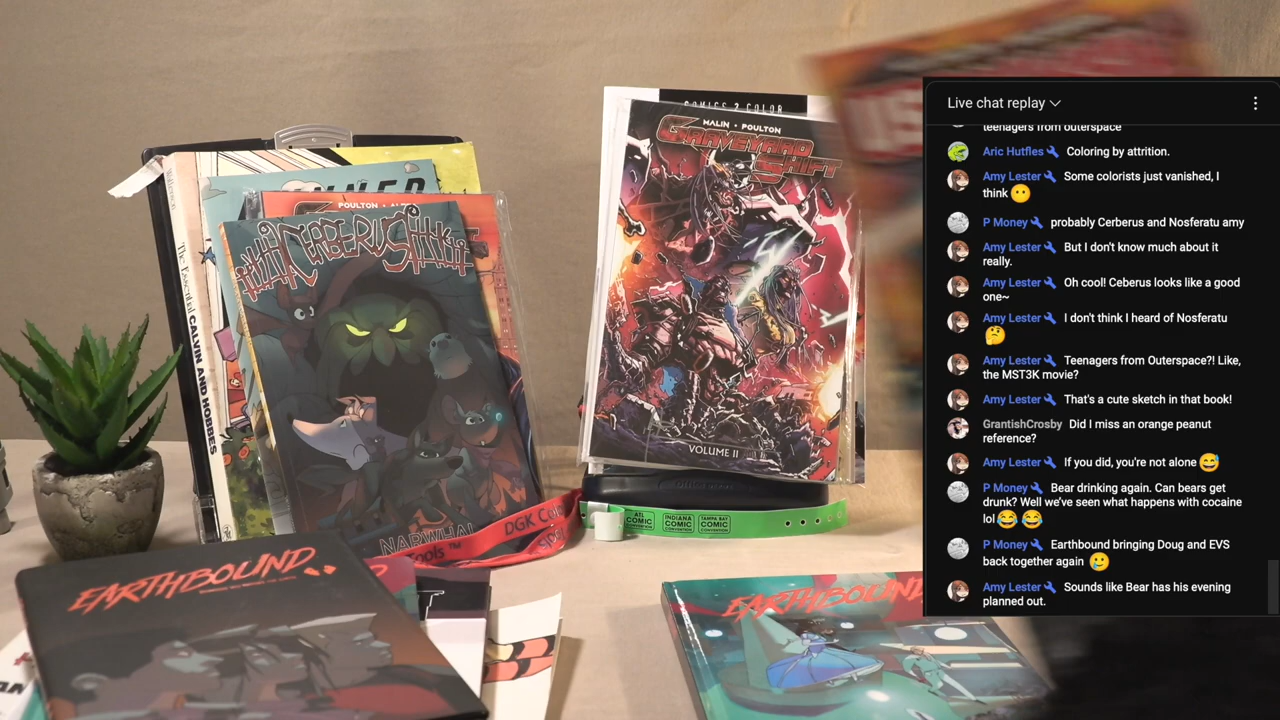 COMICS 2 COLOR
MALIN • POULTON
GRAVEYARD
SHIFT
VOLUME II
The Essential CALVIN AND HOBBES
Watterson
POULTON
CERBERUS
NARWHAL
Tools™
DGK
ATL
COMIC
CONVENTION
INDIANA
COMIC
CONVENTION
TAMPA BAY
COMIC
CONVENTION
EARTHBOUND
EARTHBOUND
US
Live chat replay
teenagers from outerspace
Aric Hutfles Coloring by attrition.
Amy Lester Some colorists just vanished, I
think 😶
P Money probably Cerberus and Nosferatu amy
Amy Lester But I don't know much about it
really.
Amy Lester Oh cool! Ceberus looks like a good
one~
Amy Lester I don't think I heard of Nosferatu
🤔
Amy Lester Teenagers from Outerspace?! Like,
the MST3K movie?
Amy Lester That's a cute sketch in that book!
GrantishCrosby Did I miss an orange peanut
reference?
Amy Lester If you did, you're not alone 😅
P Money Bear drinking again. Can bears get
drunk? Well we've seen what happens with cocaine
lol😂😂
P Money Earthbound bringing Doug and EVS
back together again 🥲
Amy Lester Sounds like Bear has his evening
planned out.